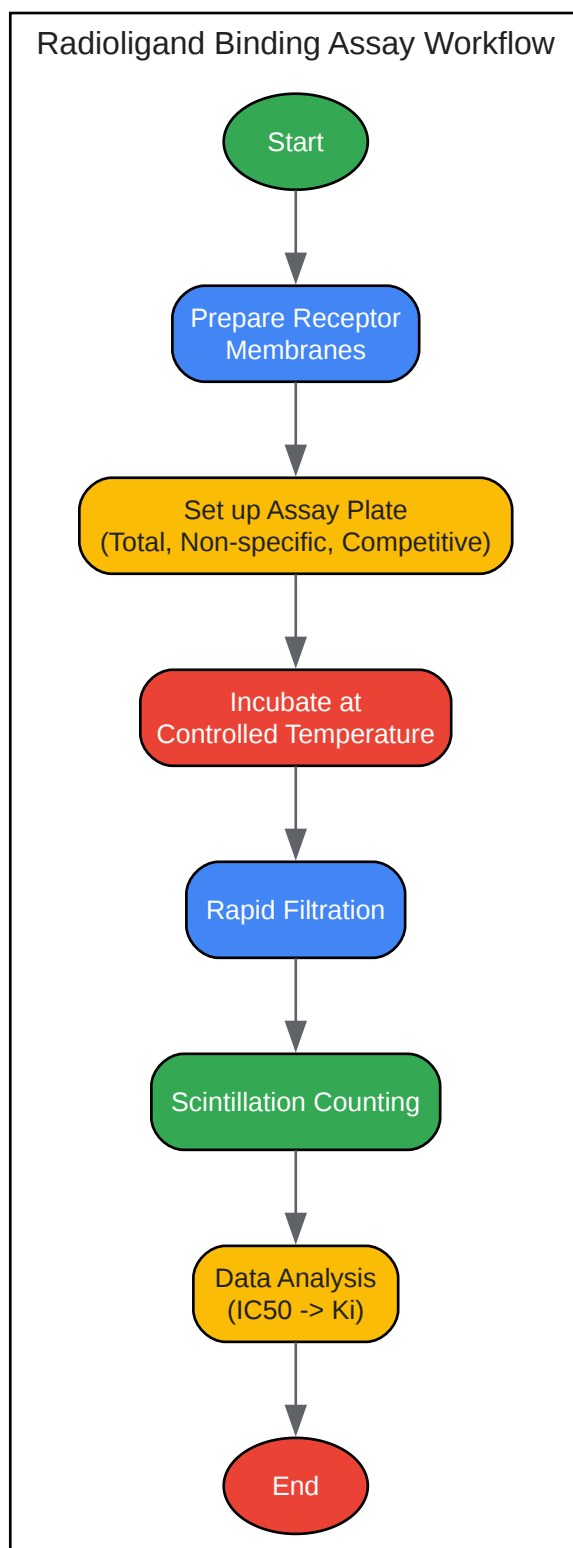 Radioligand Binding Assay Workflow
Start
Prepare Receptor
Membranes
Set up Assay Plate
(Total, Non-specific, Competitive)
Incubate at
Controlled Temperature
Rapid Filtration
Scintillation Counting
Data Analysis
(IC50 -> Ki)
End